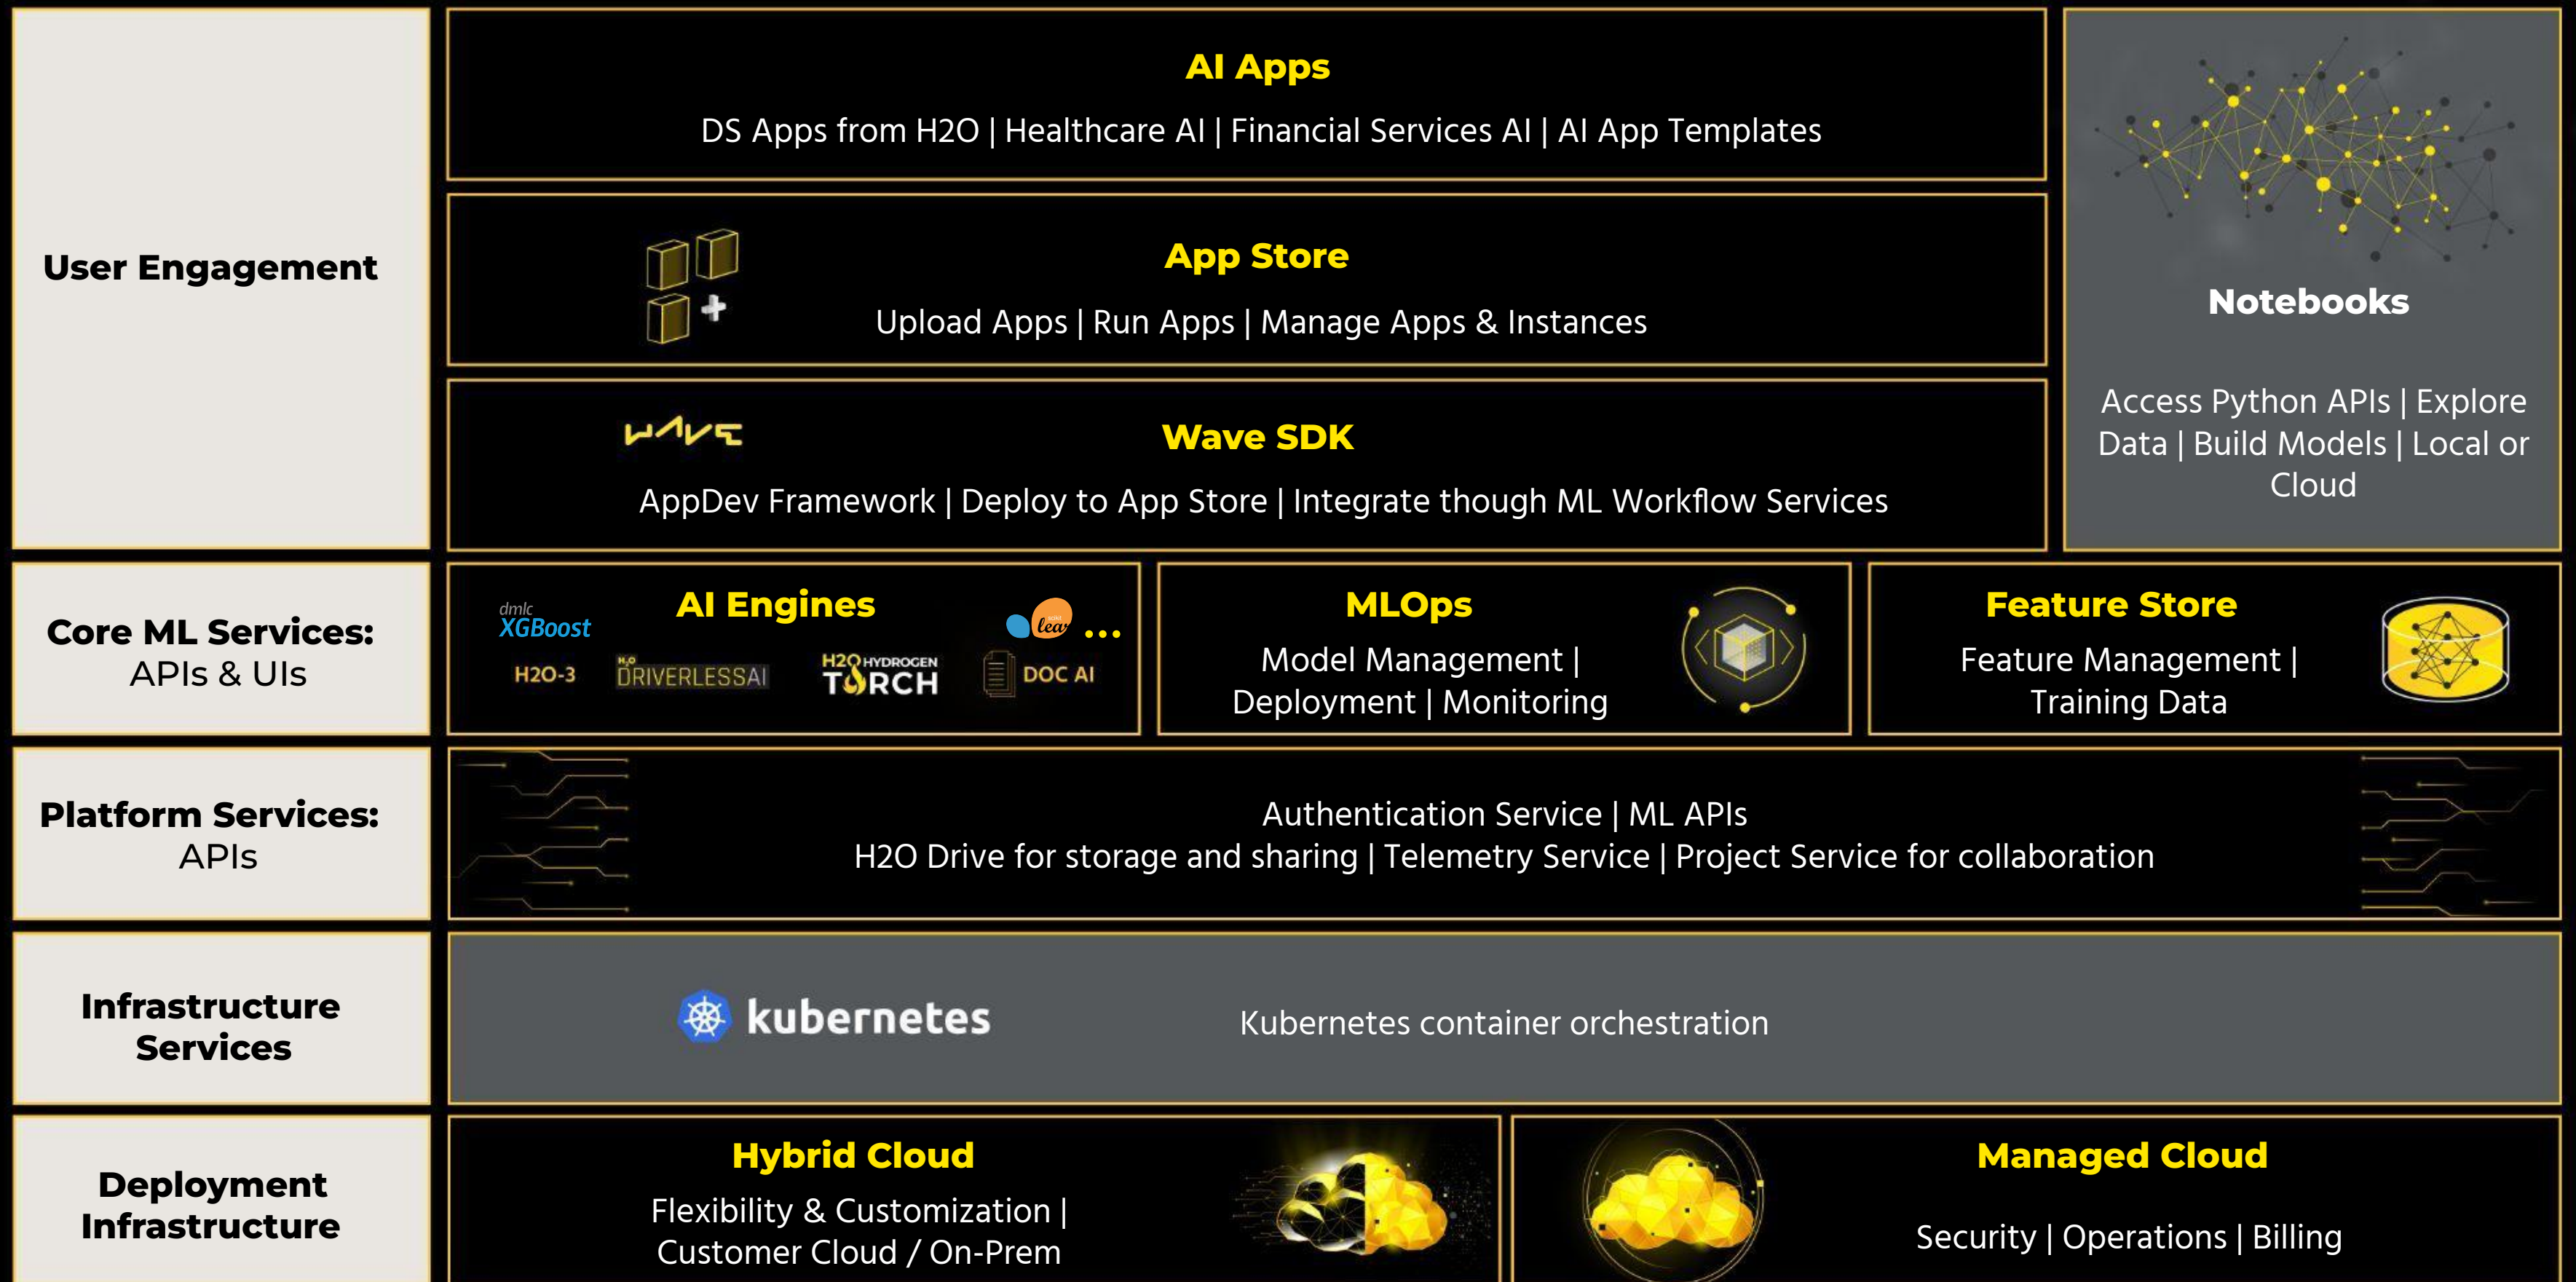 User Engagement
AI Apps
DS Apps from H2O | Healthcare AI | Financial Services AI | AI App Templates
App Store
Upload Apps | Run Apps | Manage Apps & Instances
WAVE
Wave SDK
AppDev Framework | Deploy to App Store | Integrate though ML Workflow Services
Notebooks
Access Python APIs | Explore
Data | Build Models | Local or
Cloud
Core ML Services:
APIs & UIs
AI Engines
dmlc
XGBoost
learn
...
H2O-3
H2O
DRIVERLESSAI
H2O HYDROGEN
TORCH
DOC AI
MLOps
Model Management |
Deployment | Monitoring
Feature Store
Feature Management |
Training Data
Platform Services:
APIs
Authentication Service | ML APIs
H2O Drive for storage and sharing | Telemetry Service | Project Service for collaboration
Infrastructure
Services
kubernetes
Kubernetes container orchestration
Deployment
Infrastructure
Hybrid Cloud
Flexibility & Customization |
Customer Cloud / On-Prem
Managed Cloud
Security | Operations | Billing